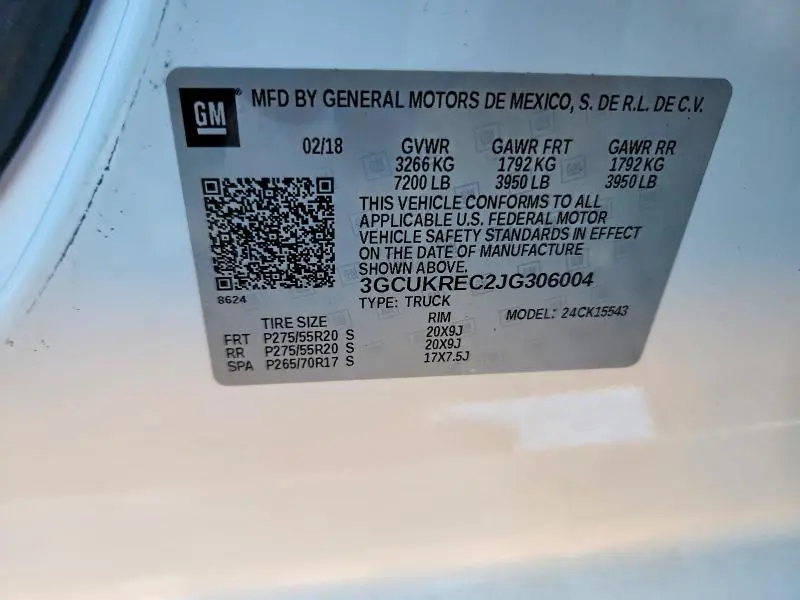 GM MFD BY GENERAL MOTORS DE MEXICO, S. DE R.L. DE C.V.
02/18 GVWR GAWR FRT GAWR RR
3266 KG 1792 KG 1792 KG
7200 LB 3950 LB 3950 LB
THIS VEHICLE CONFORMS TO ALL
APPLICABLE U.S. FEDERAL MOTOR
VEHICLE SAFETY STANDARDS IN EFFECT
ON THE DATE OF MANUFACTURE
SHOWN ABOVE.
8624
3GCUKREC2JG306004
TYPE: TRUCK MODEL: 24CK15543
TIRE SIZE RIM
FRT P275/55R20 S 20X9J
RR P275/55R20 S 20X9J
SPA P265/70R17 S 17X7.5J